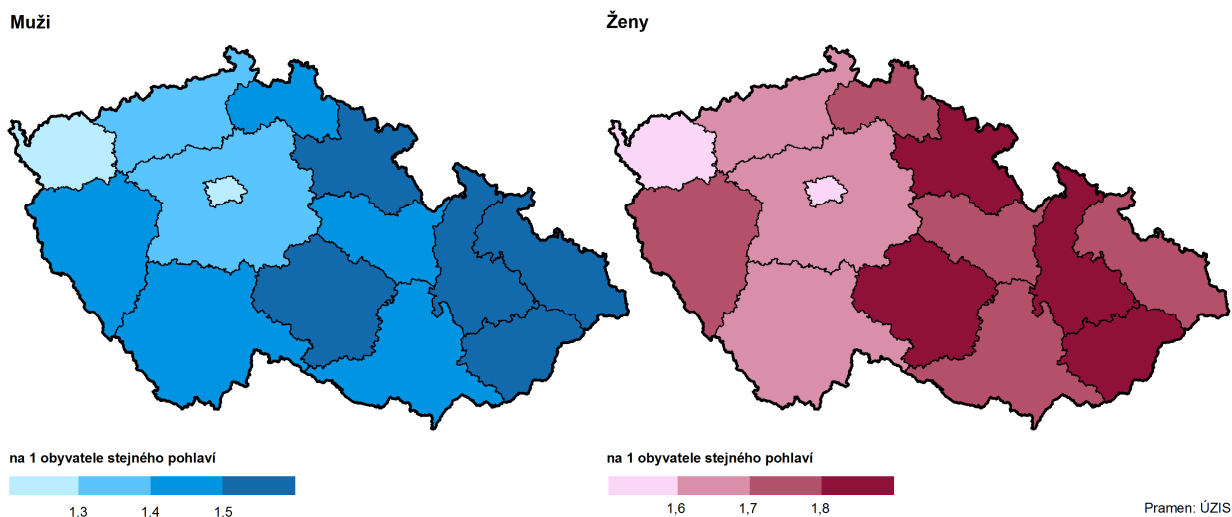 Muži
Ženy
na 1 obyvatele stejného pohlaví
1.3 1.4 1.5
na 1 obyvatele stejného pohlaví
1,6 1,7 1,8
Pramen: ÚZIS